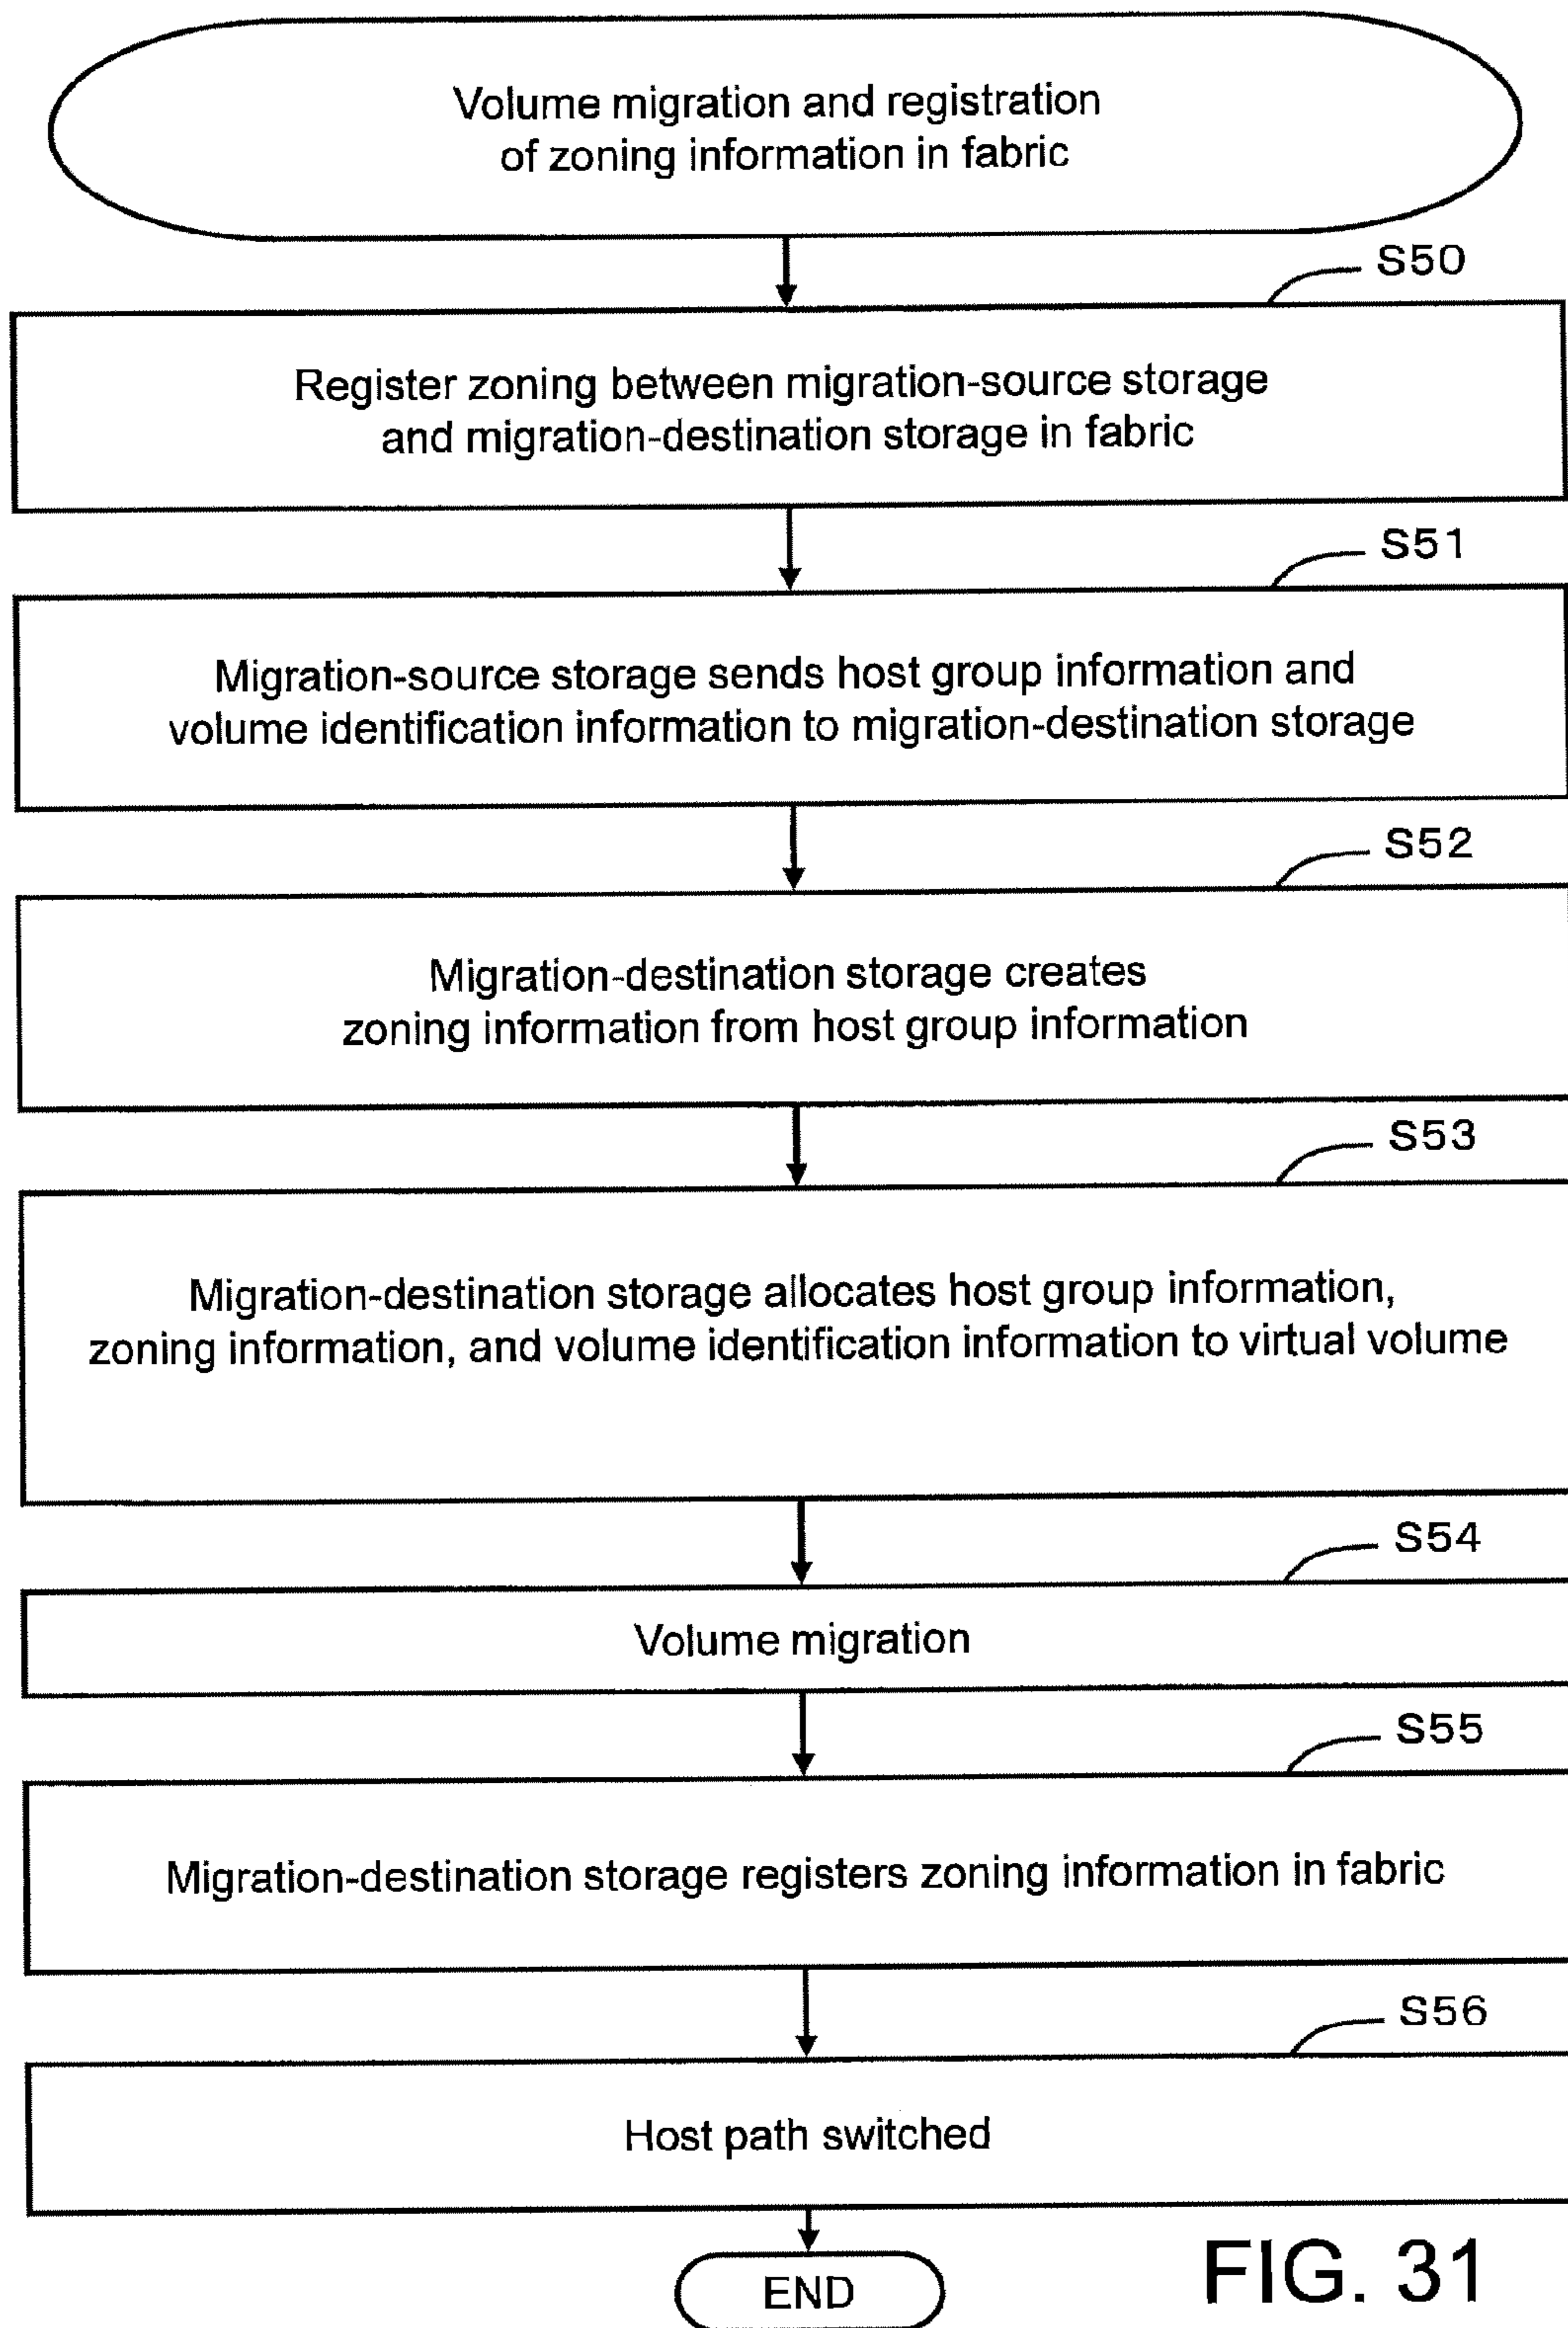 Volume migration and registration
of zoning information in fabric
S50
Register zoning between migration-source storage
and migration-destination storage in fabric
S51
Migration-source storage sends host group information and
volume identification information to migration-destination storage
S52
Migration-destination storage creates
zoning information from host group information
S53
Migration-destination storage allocates host group information,
zoning information, and volume identification information to virtual volume
S54
Volume migration
S55
Migration-destination storage registers zoning information in fabric
S56
Host path switched
END
FIG. 31